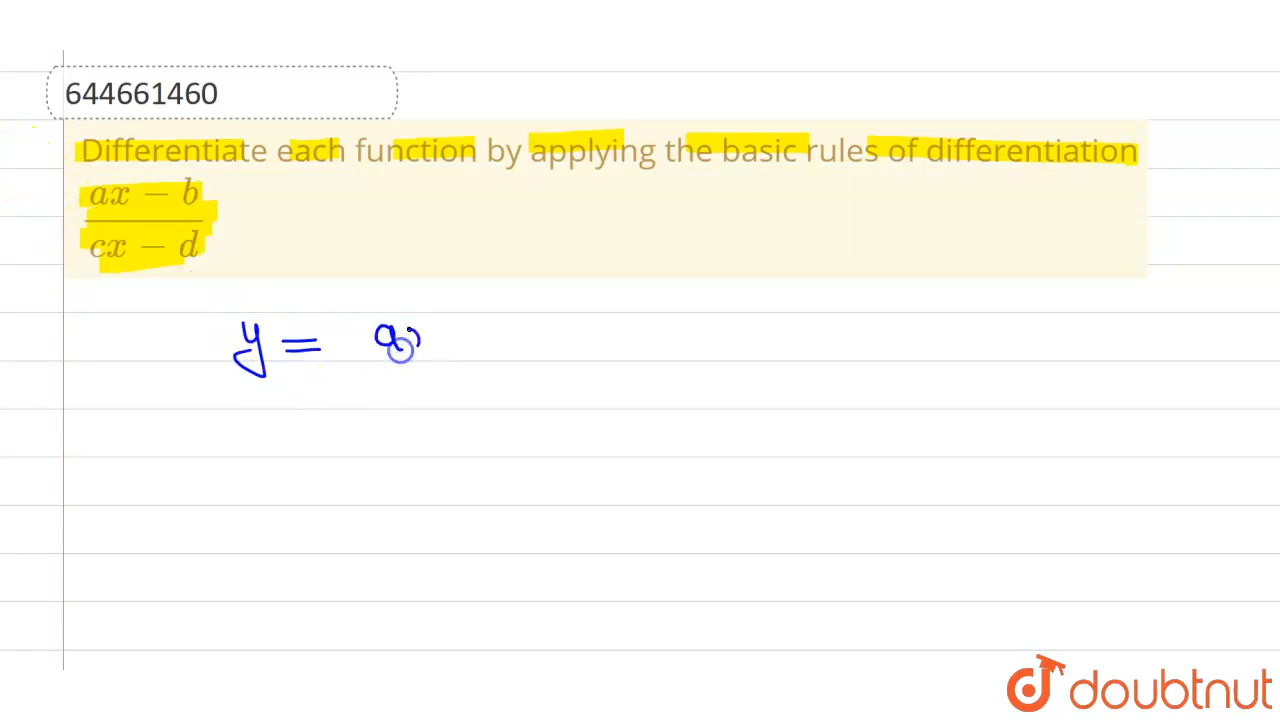 644661460
Differentiate each function by applying the basic rules of differentiation
ax − b
cx − d
y = a
doubtnut